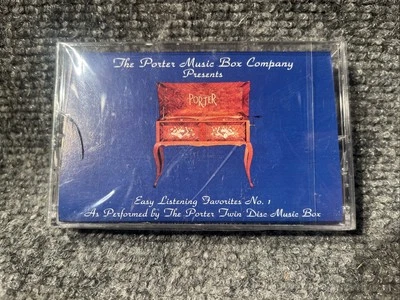 The Porter Music Box Company
Presents
PORTER
Easy Listening Favorites No. 1
As Performed by The Porter Twin Disc Music Box